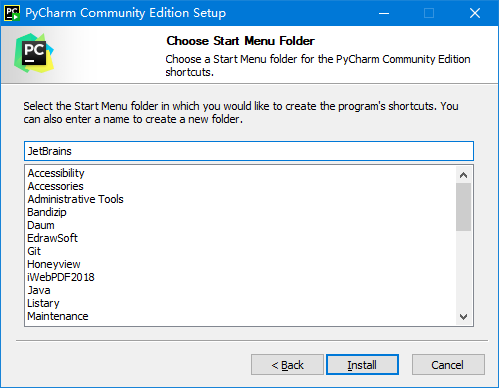 PyCharm Community Edition Setup
PC
Choose Start Menu Folder
Choose a Start Menu folder for the PyCharm Community Edition
shortcuts.
Select the Start Menu folder in which you would like to create the program's shortcuts. You
can also enter a name to create a new folder.
JetBrains
Accessibility
Accessories
Administrative Tools
Bandizip
Daum
EdrawSoft
Git
Honeyview
iWebPDF2018
Java
Listary
Maintenance
< Back
Install
Cancel